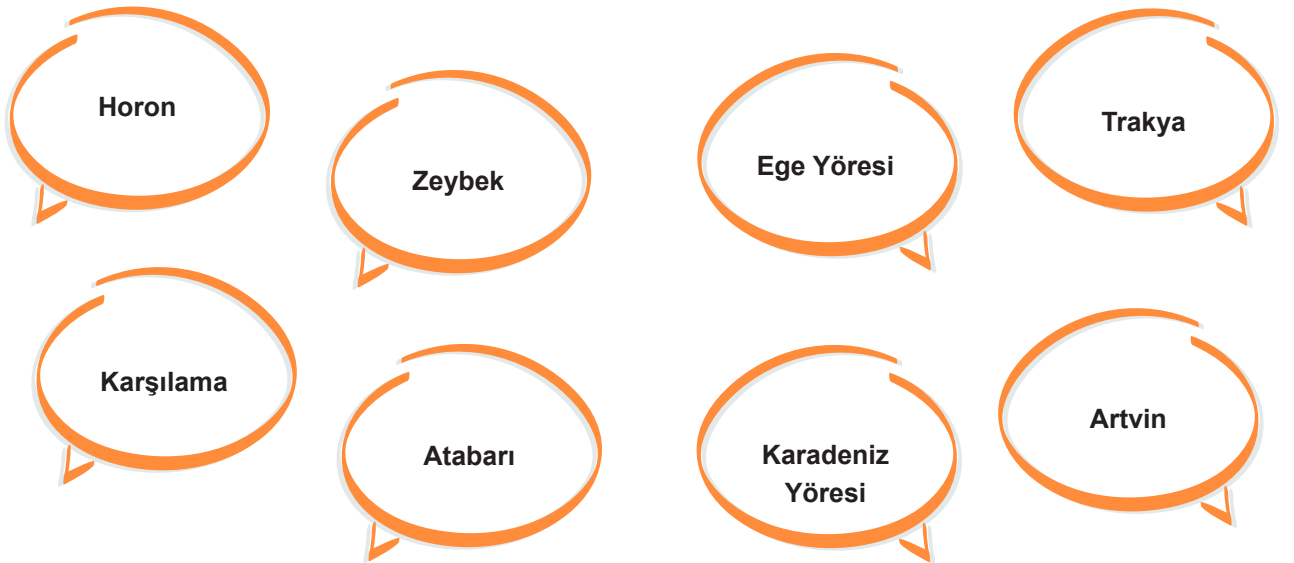 Horon
Zeybek
Ege Yöresi
Trakya
Karşılama
Atabarı
Karadeniz
Yöresi
Artvin